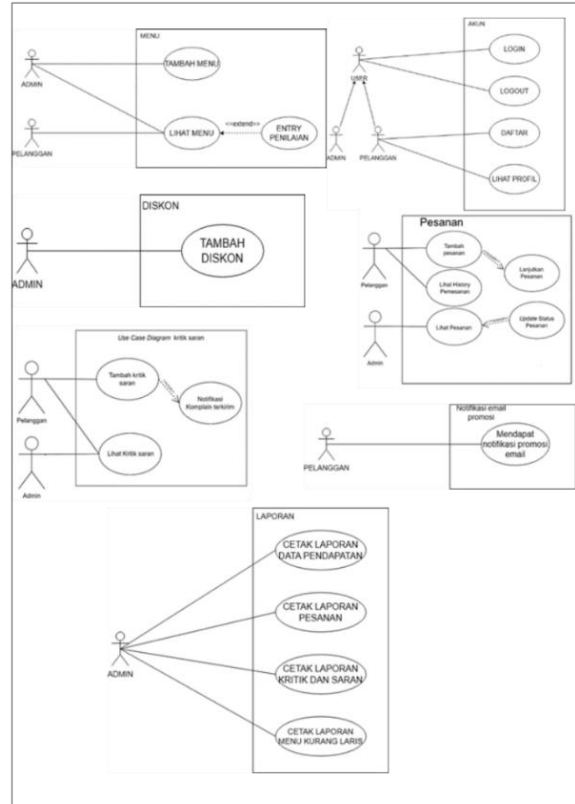 MENU
TAMBAH MENU
ADMIN
LIHAT MENU
<<extend>>
ENTRY
PENILAIAN
PELANGGAN
AKUN
LOGIN
USER
LOGOUT
ADMIN
PELANGGAN
DAFTAR
LIHAT PROFIL
DISKON
TAMBAH
DISKON
ADMIN
Pesanan
Tambah
pesanan
Pelanggan
Lanjutkan
Pesanan
Lihat History
Pemesanan
Update Status
Pesanan
Lihat Pesanan
Admin
Use Case Diagram kritik saran
Tambah kritik
saran
Pelanggan
Notifikasi
Komplain terkirim
Lihat Kritik saran
Admin
Notifikasi email
promosi
Mendapat
notifikasi promosi
email
PELANGGAN
LAPORAN
CETAK LAPORAN
DATA PENDAPATAN
CETAK LAPORAN
PESANAN
ADMIN
CETAK LAPORAN
KRITIK DAN SARAN
CETAK LAPORAN
MENU KURANG LARIS